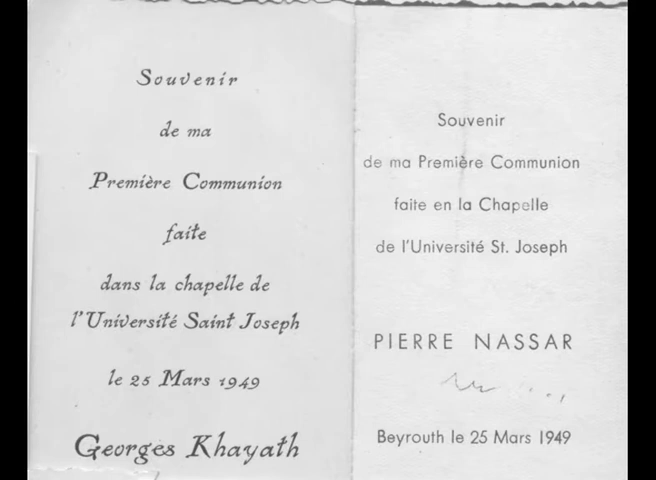 Souvenir
de ma
Première Communion
faite
dans la chapelle de
l'Université Saint Joseph
le 25 Mars 1949
Georges Khayath
Souvenir
de ma Première Communion
faite en la Chapelle
de l'Université St. Joseph
PIERRE NASSAR
Beyrouth le 25 Mars 1949